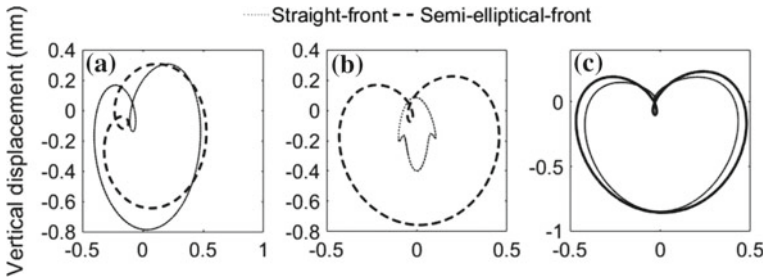 Straight-front Semi-elliptical-front
Vertical displacement (mm)
(a) (b) (c)
0.4 0.4
0.2 0.2 0
0 0
-0.2 -0.2
-0.4 -0.4 -0.5
-0.6 -0.6
-0.8 -0.8 -1
-0.5 0 0.5 1 -0.5 0 0.5 -0.5 0 0.5